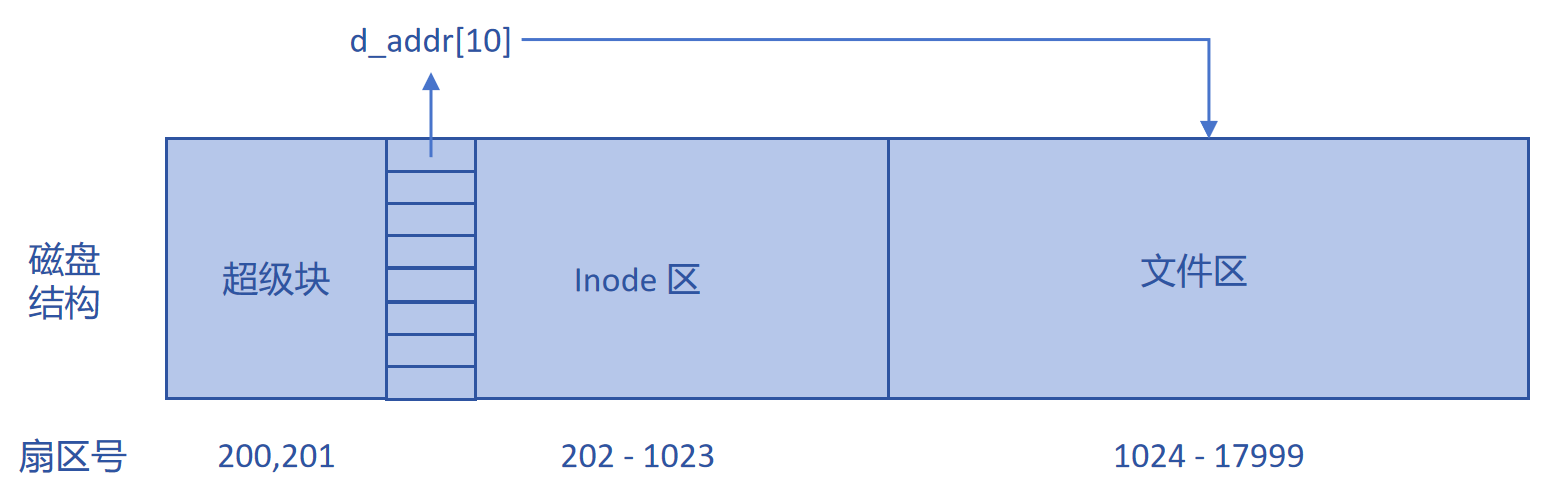 d_addr[10]
磁盘
结构
超级块
Inode 区
文件区
扇区号
200,201
202 - 1023
1024 - 17999